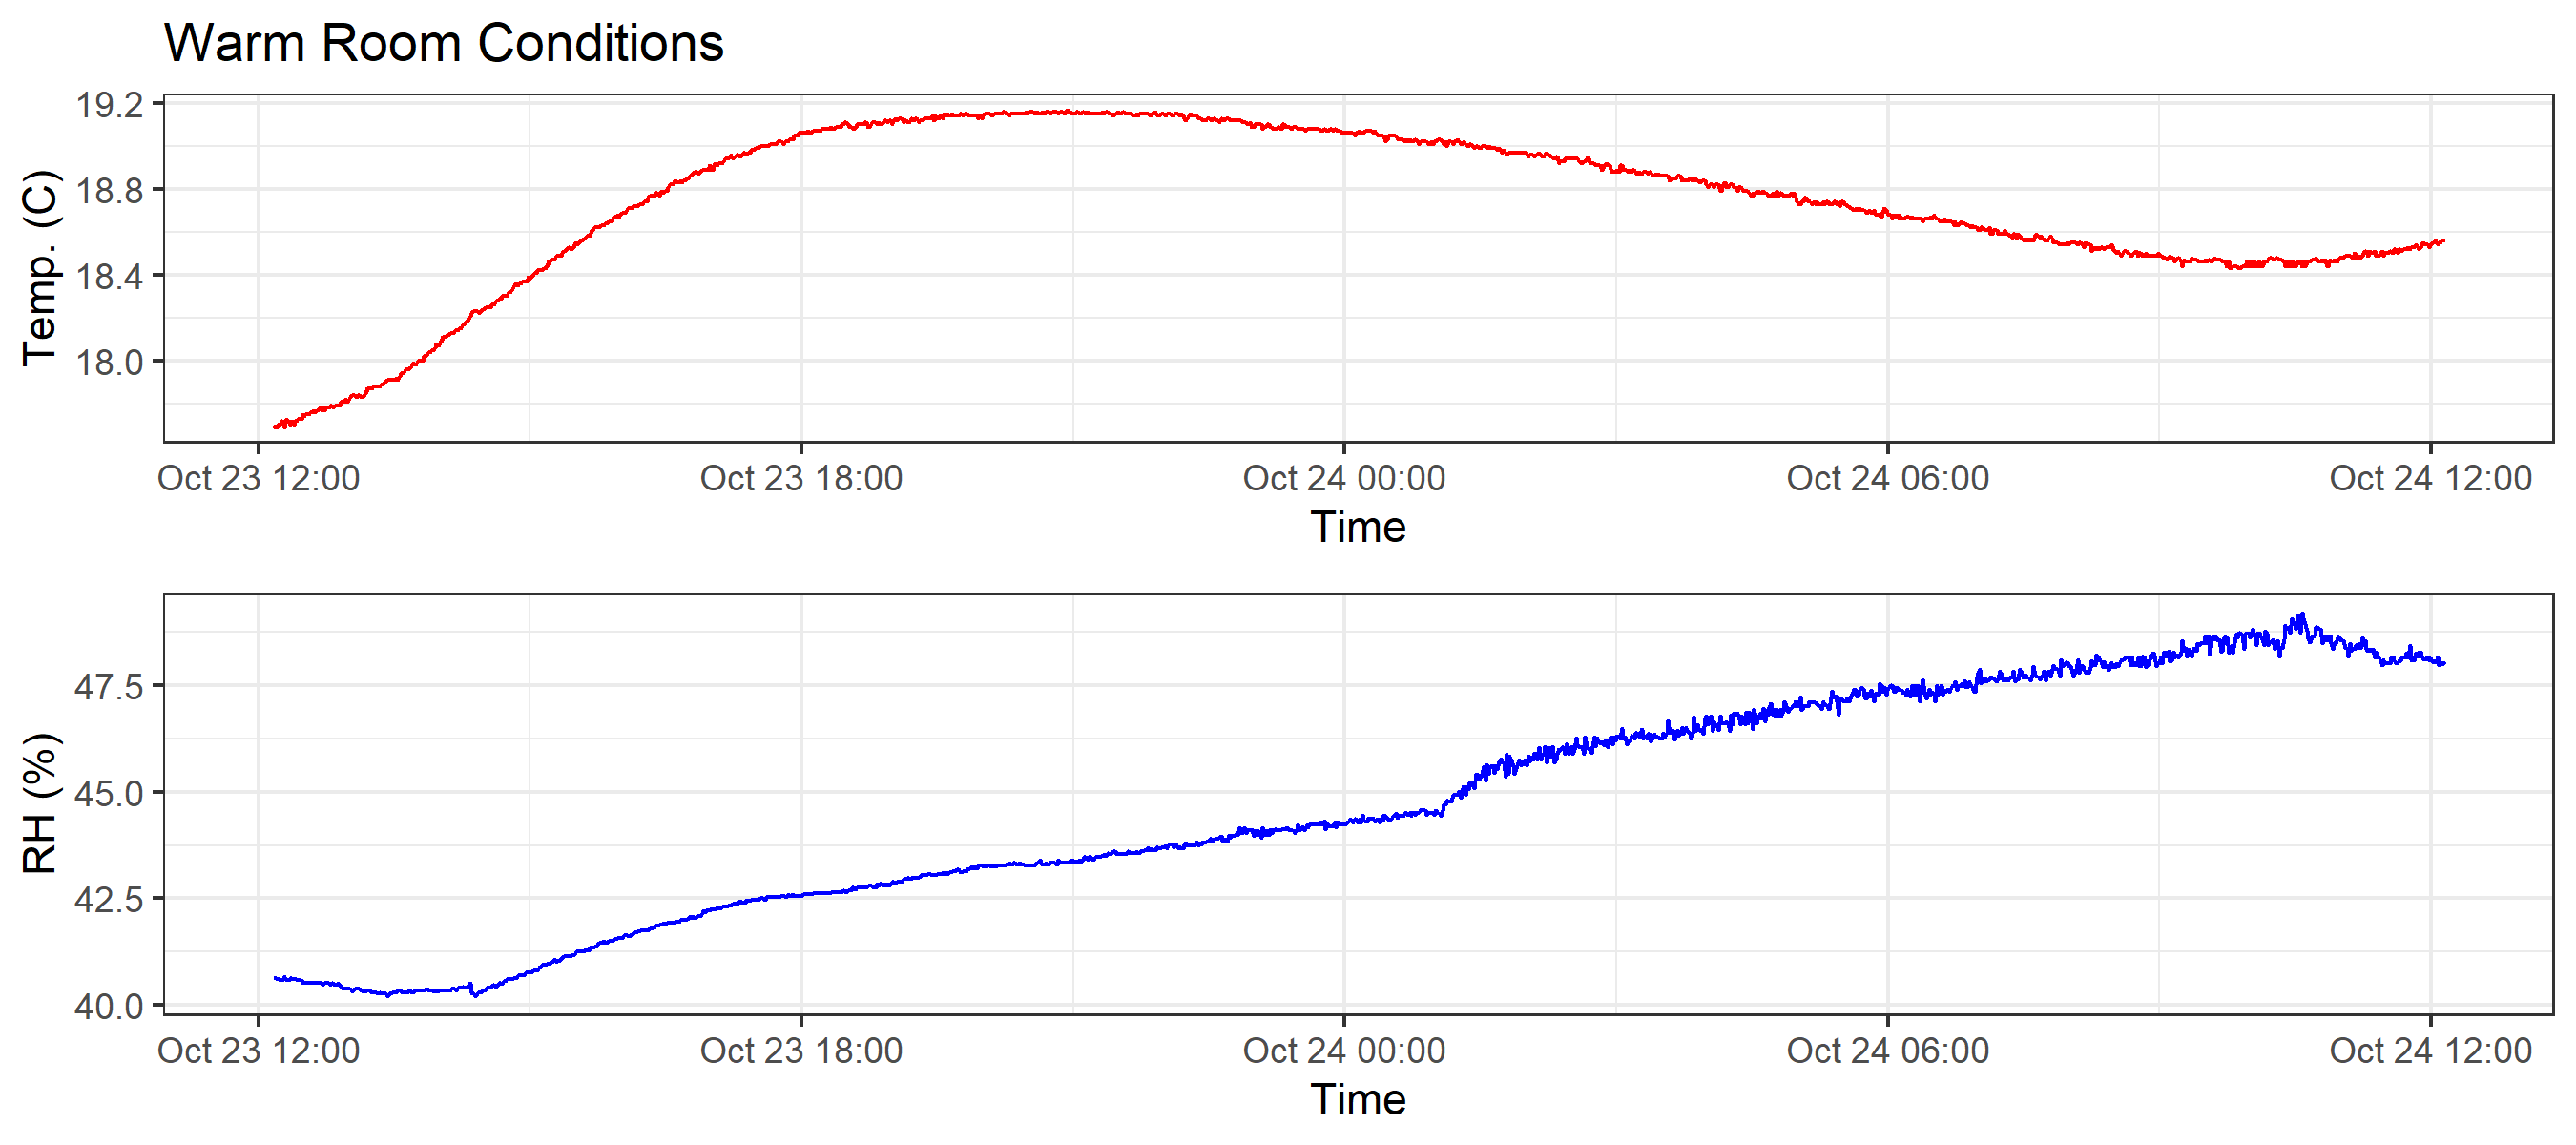 Warm Room Conditions
19.2
18.8
18.4
18.0
Temp. (C)
Oct 23 12:00 Oct 23 18:00 Oct 24 00:00 Oct 24 06:00 Oct 24 12:00
Time
47.5
45.0
42.5
40.0
RH (%)
Oct 23 12:00 Oct 23 18:00 Oct 24 00:00 Oct 24 06:00 Oct 24 12:00
Time